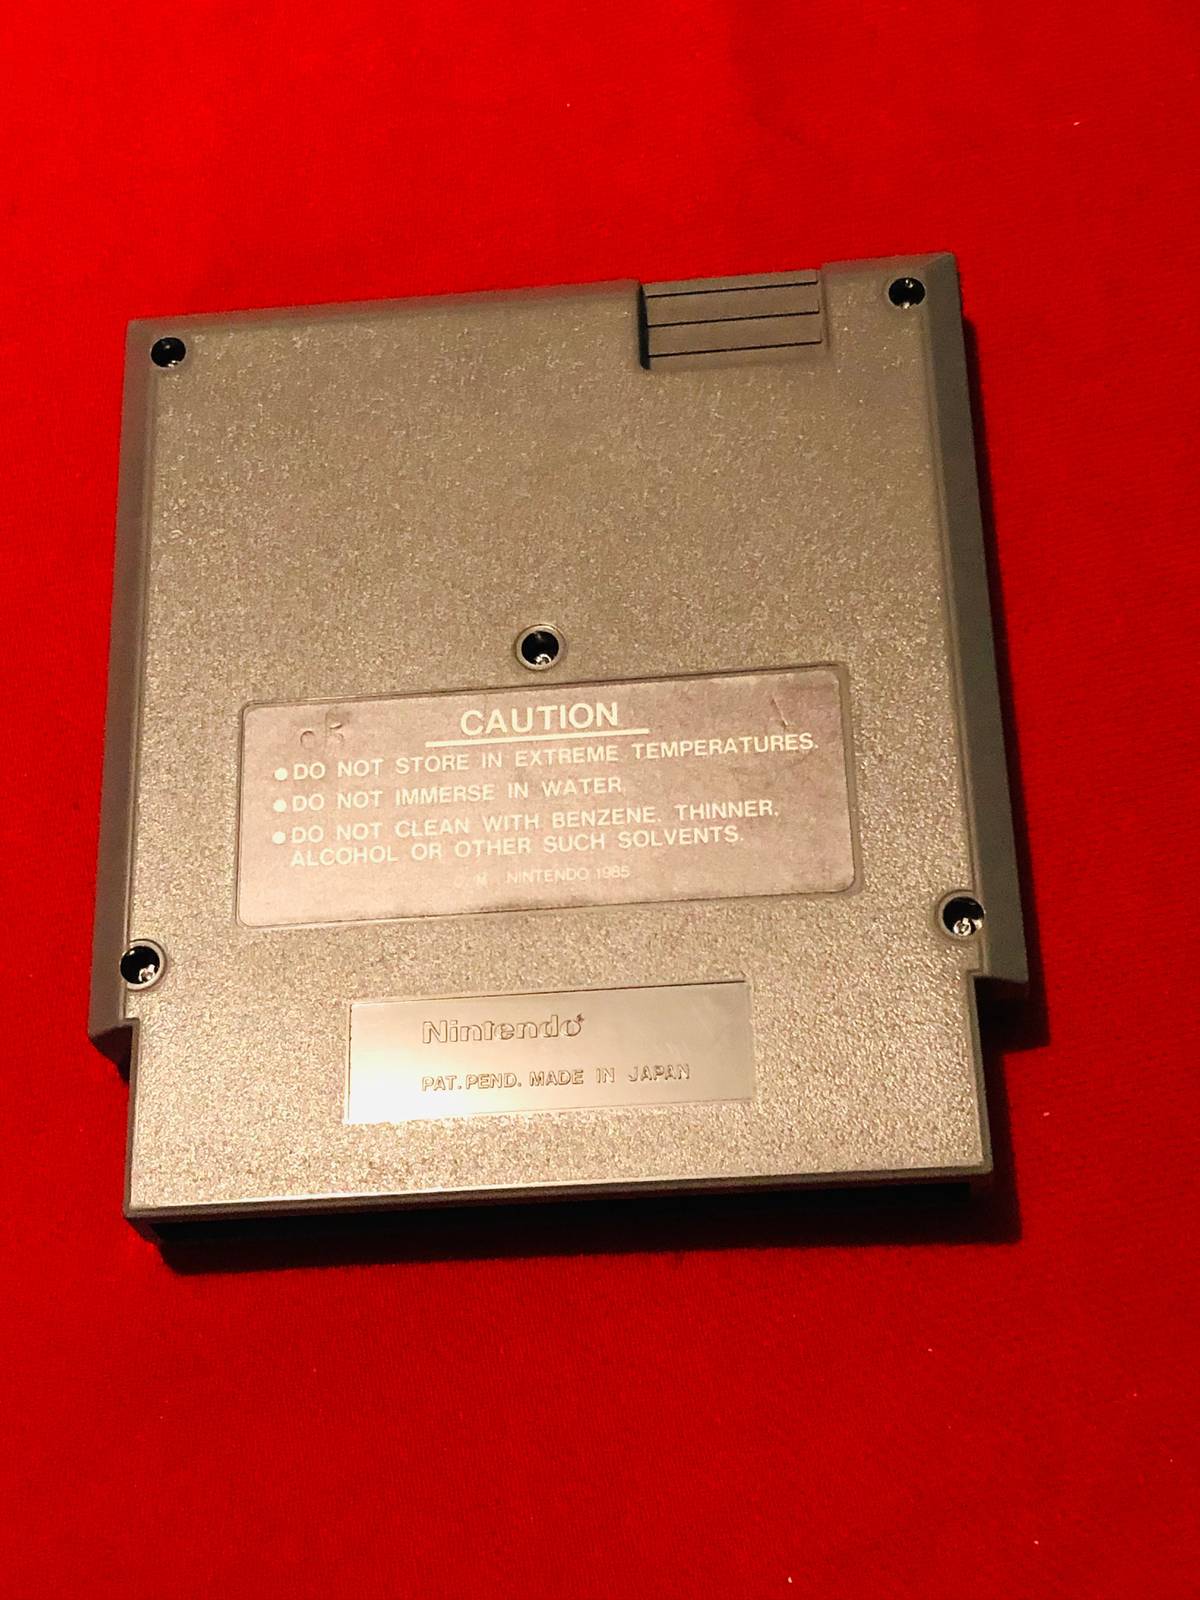 CAUTION
● DO NOT STORE IN EXTREME TEMPERATURES.
● DO NOT IMMERSE IN WATER.
● DO NOT CLEAN WITH BENZENE, THINNER,
ALCOHOL OR OTHER SUCH SOLVENTS.
NINTENDO 1985
Nintendo
PAT. PEND. MADE IN JAPAN